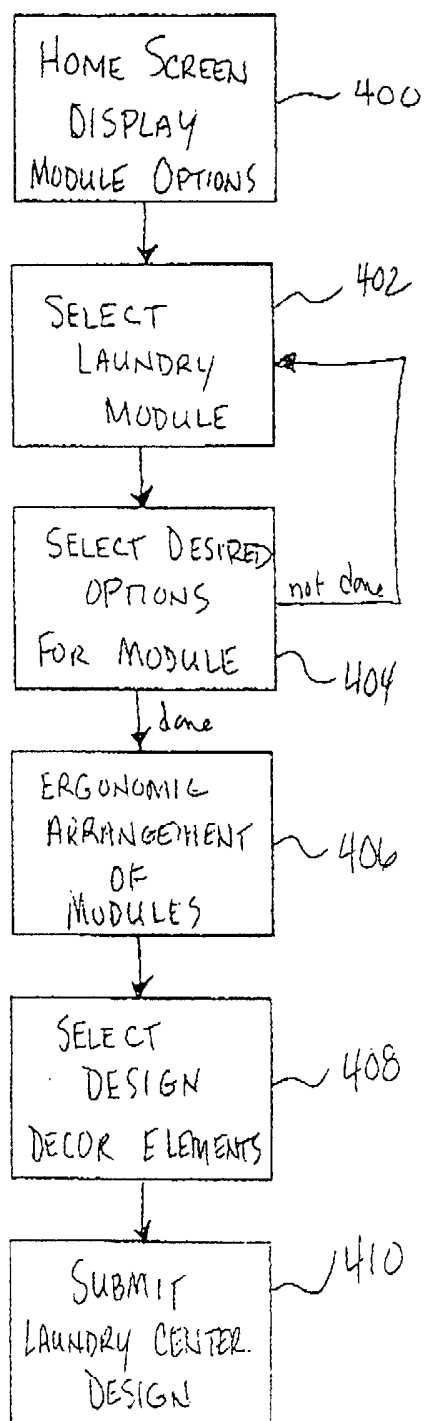 HOME SCREEN
DISPLAY
MODULE OPTIONS
400
402
SELECT
LAUNDRY
MODULE
SELECT DESIRED
OPTIONS
FOR MODULE
not done
404
done
ERGONOMIC
ARRANGEMENT
OF
MODULES
406
SELECT
DESIGN
DECOR ELEMENTS
408
SUBMIT
LAUNDRY CENTER
DESIGN
410